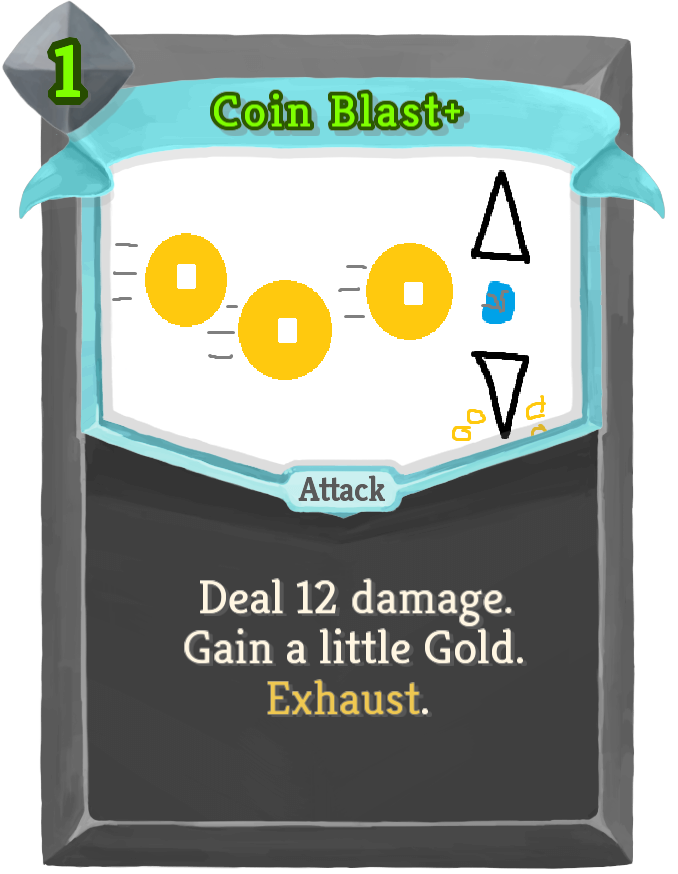 1
Coin Blast+
Attack
Deal 12 damage.
Gain a little Gold.
Exhaust.